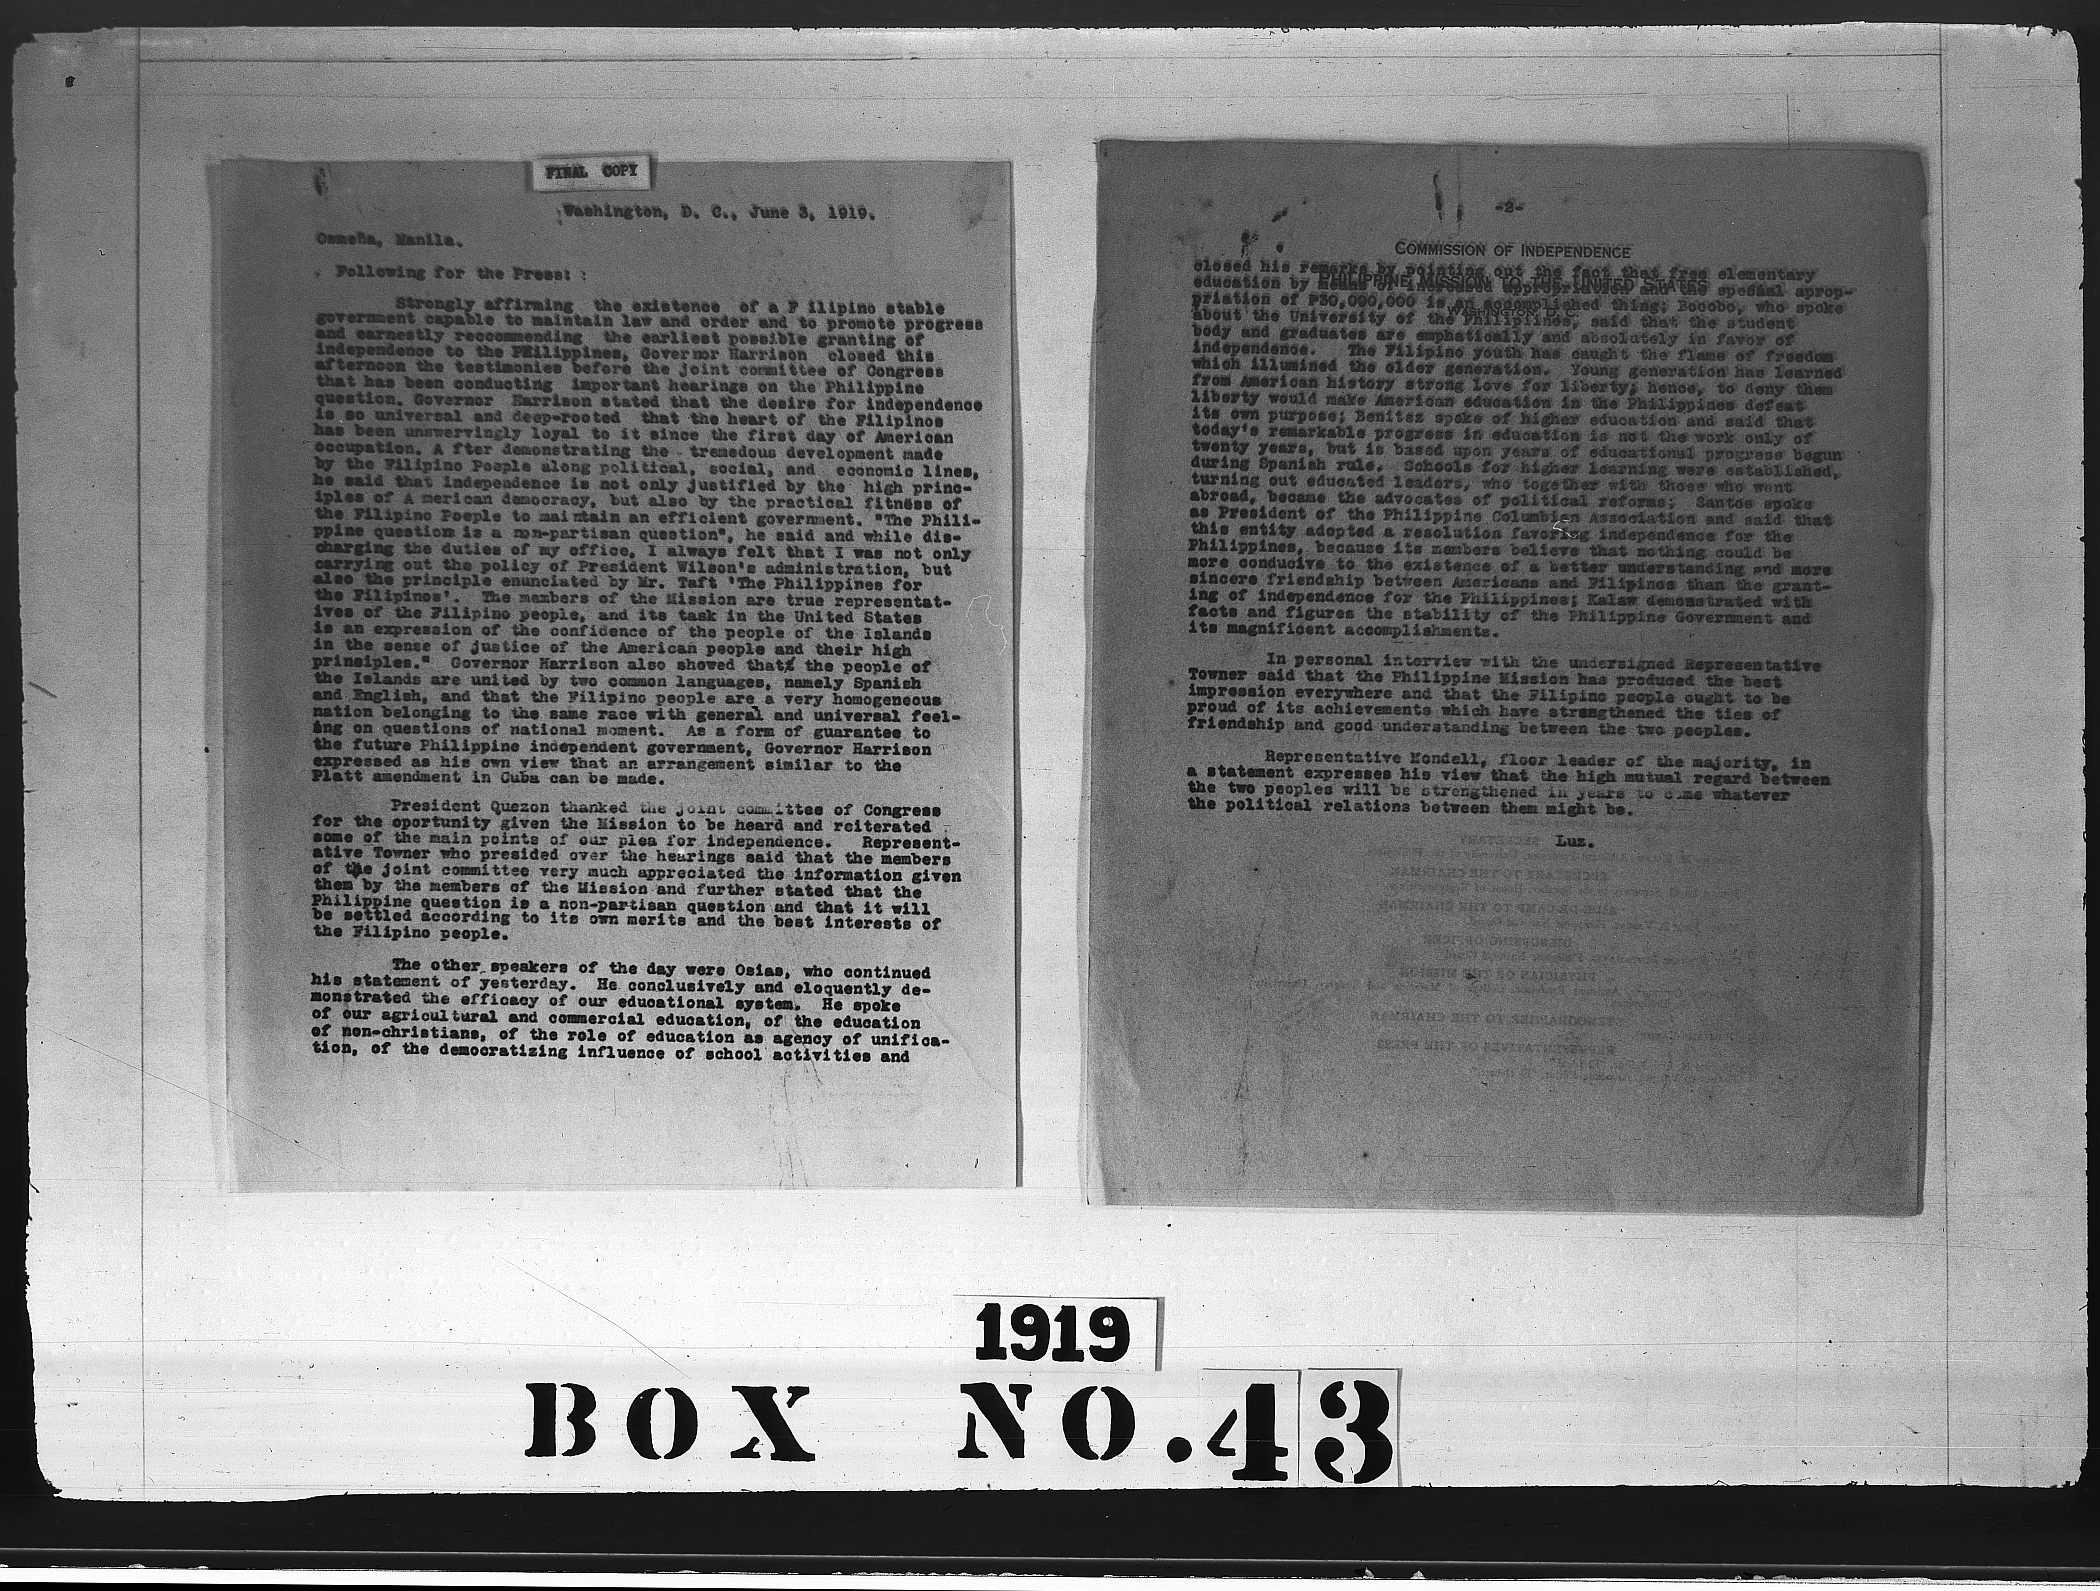 FINAL COPY
Washington, D. C., June 3, 1919.
Osmeña, Manila.
Following for the Press: :
Strongly affirming the existence of a F ilipino stable
government capable to maintain law and order and to promote progress
and earnestly reccommending the earliest possible granting of
independence to the Philippines, Governor Harrison closed this
afternoon the testimonies before the joint committee of Congress
that has been conducting important hearings on the Philippine
question. Governor Harrison stated that the desire for independence
is so universal and deep-rooted that the heart of the Filipinos
has been unswervingly loyal to it since the first day of American
occupation. A fter demonstrating the tremedous development made
by the Filipino People along political, social, and economic lines,
he said that independence is not only justified by the high princ-
iples of A merican democracy, but also by the practical fitness of
the Filipino Poeple to maintain an efficient government. "The Phili-
ppine question is a non-partisan question", he said and while dis-
charging the duties of my office, I always felt that I was not only
carrying out the policy of President Wilson's administration, but
also the principle enunciated by Mr. Taft 'The Philippines for
the Filipinos'. The members of the Mission are true representat-
ives of the Filipino people, and its task in the United States
is an expression of the confidence of the people of the Islands
in the sense of justice of the American people and their high
principles." Governor Harrison also showed that the people of
the Islands are united by two common languages, namely Spanish
and English, and that the Filipino people are a very homogeneous
nation belonging to the same race with general and universal feel-
ing on questions of national moment. As a form of guarantee to
the future Philippine independent government, Governor Harrison
expressed as his own view that an arrangement similar to the
Platt amendment in Cuba can be made.
President Quezon thanked the joint committee of Congress
for the oportunity given the Mission to be heard and reiterated
some of the main points of our plea for independence. Represent-
ative Towner who presided over the hearings said that the members
of the joint committee very much appreciated the information given
them by the members of the Mission and further stated that the
Philippine question is a non-partisan question and that it will
be settled according to its own merits and the best interests of
the Filipino people.
The other speakers of the day were Osias, who continued
his statement of yesterday. He conclusively and eloquently de-
monstrated the efficacy of our educational system. He spoke
of our agricultural and commercial education, of the education
of non-christians, of the role of education as agency of unifica-
tion, of the democratizing influence of school activities and
-2-
COMMISSION OF INDEPENDENCE
PHILIPPINE MISSION TO THE UNITED STATES
WASHINGTON, D. C.
closed his remarks by pointing out the fact that free elementary
education by means of increased appropriations and the special aprop-
priation of ₱30,000,000 is an accomplished thing; Bocobo, who spoke
about the University of the Philipiines, said that the student
body and graduates are emphatically and absolutely in favor of
independence. The Filipino youth has caught the flame of freedom
which illumined the older generation. Young generation has learned
from American history strong love for liberty; hence, to deny them
liberty would make American education in the Philippines defeat
its own purpose; Benitez spoke of higher education and said that
today's remarkable progress in education is not the work only of
twenty years, but is based upon years of educational progress begun
during Spanish rule. Schools for higher learning were established,
turning out educated leaders, who together with those who went
abroad, became the advocates of political reforms; Santos spoke
as President of the Philippine Columbian Association and said that
this entity adopted a resolution favoring independence for the
Philippines, because its members believe that nothing could be
more conducive to the existence of a better understanding and more
sincere friendship between Americans and Filipinos than the grant-
ing of independence for the Philippines; Kalaw demonstrated with
facts and figures the stability of the Philippine Government and
its magnificent accomplishments.
In personal interview with the undersigned Representative
Towner said that the Philippine Mission has produced the best
impression everywhere and that the Filipino people ought to be
proud of its achievements which have strengthened the ties of
friendship and good understanding between the two peoples.
Representative Mondell, floor leader of the majority, in
a statement expresses his view that the high mutual regard between
the two peoples will be strengthened in years to come whatever
the political relations between them might be.
Luz.
1919
BOX NO. 43